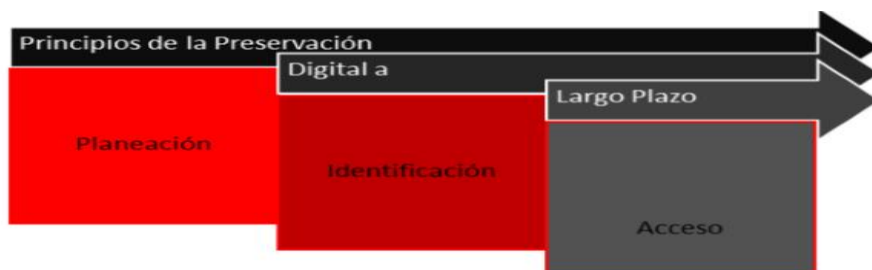 Principios de la Preservación
Digital a
Largo Plazo
Planeación
Identificación
Acceso